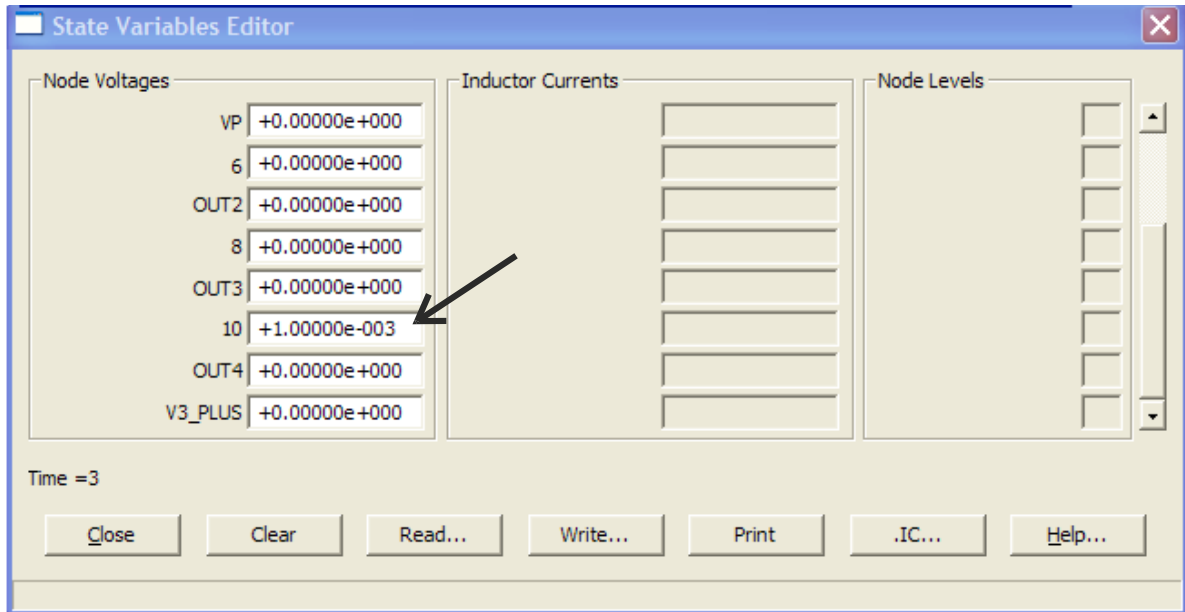 State Variables Editor
Node Voltages Inductor Currents Node Levels
VP +0.00000e+000
6 +0.00000e+000
OUT2 +0.00000e+000
8 +0.00000e+000
OUT3 +0.00000e+000
10 +1.00000e-003
OUT4 +0.00000e+000
V3_PLUS +0.00000e+000
Time =3
Close Clear Read... Write... Print .IC... Help...